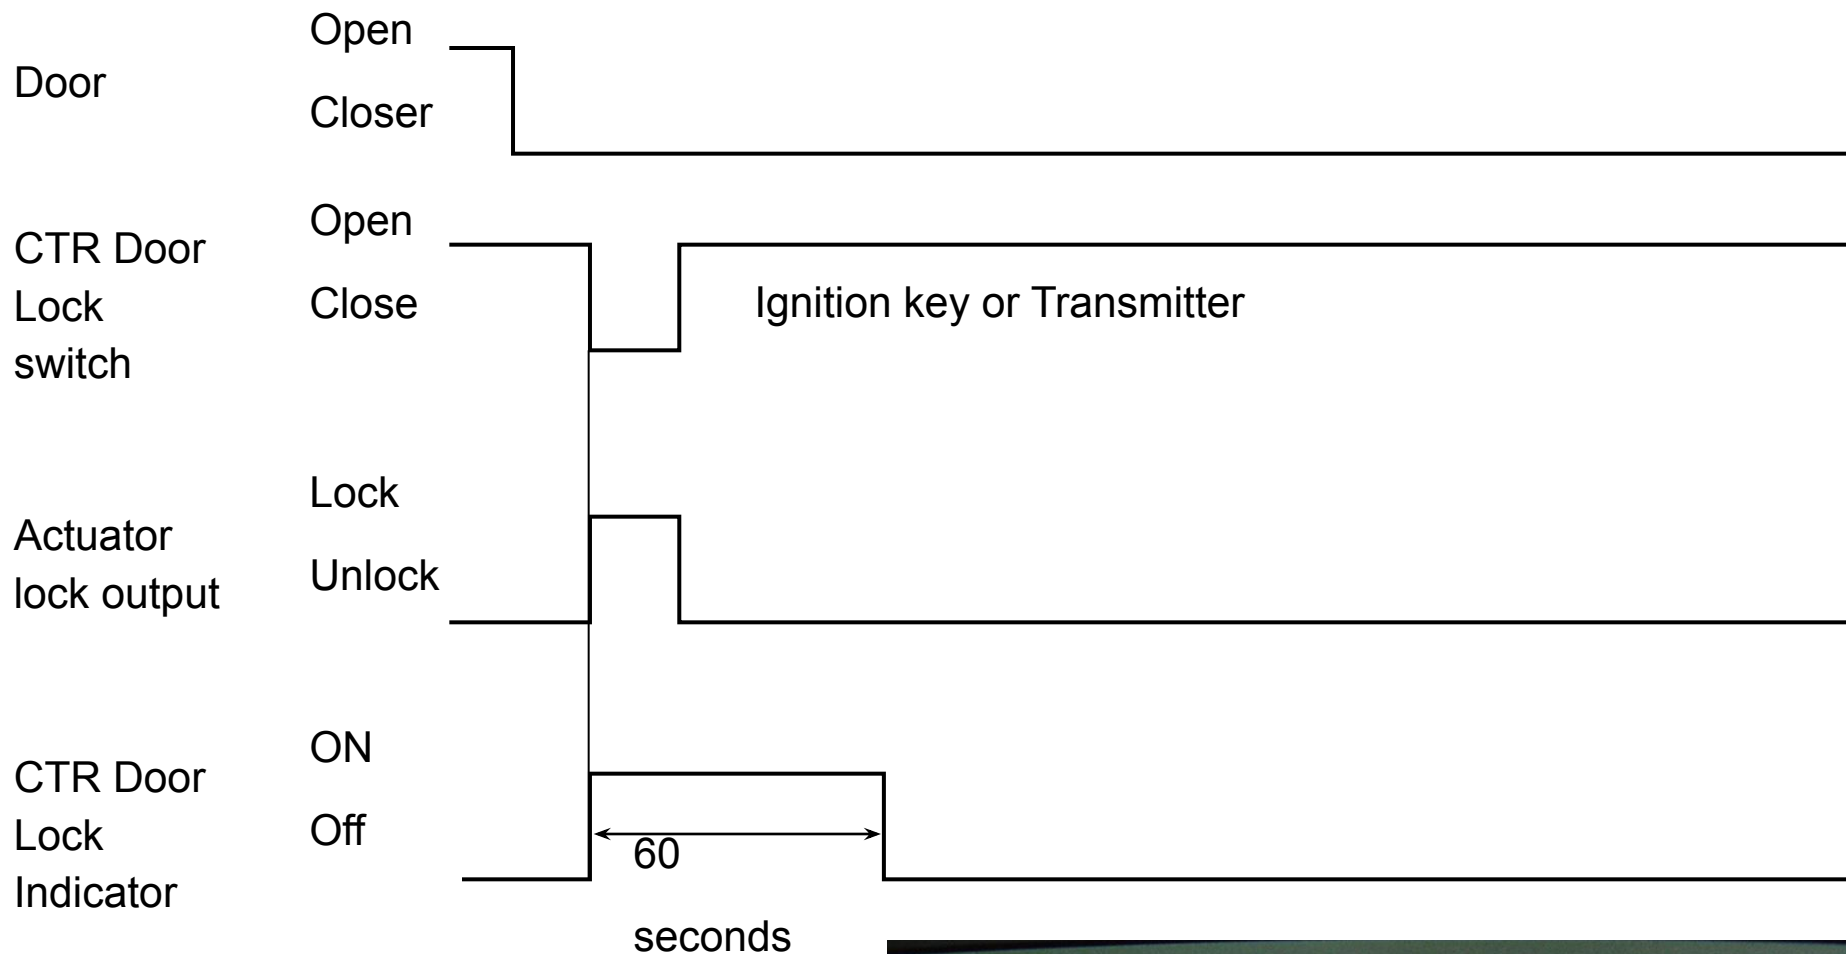 Door
Open
Closer
CTR Door
Lock
switch
Open
Close
Ignition key or Transmitter
Actuator
lock output
Lock
Unlock
CTR Door
Lock
Indicator
ON
Off
60
seconds